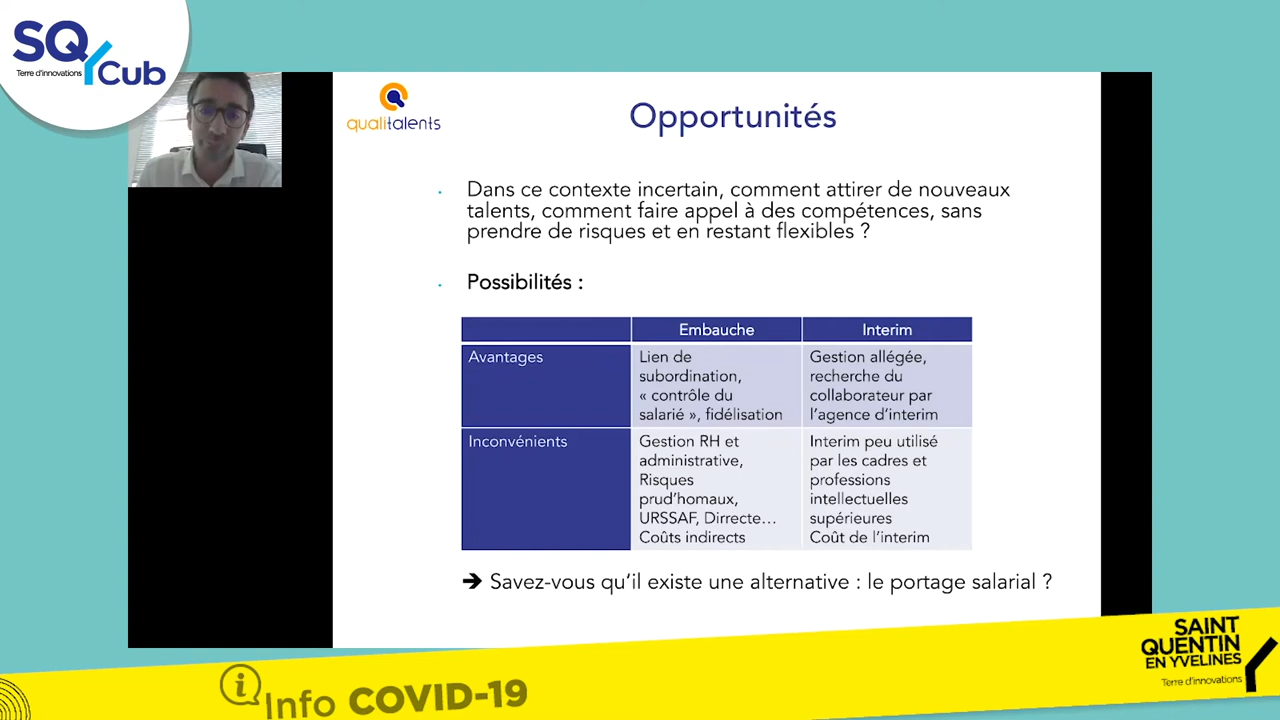 SQY Cub
Terre d'innovations
qualitalents
Opportunités
Dans ce contexte incertain, comment attirer de nouveaux
talents, comment faire appel à des compétences, sans
prendre de risques et en restant flexibles ?
Possibilités :
Embauche
Interim
Avantages
Lien de
subordination,
« contrôle du
salarié », fidélisation
Gestion allégée,
recherche du
collaborateur par
l'agence d'interim
Inconvénients
Gestion RH et
administrative,
Risques
prud'homaux,
URSSAF, Dirrecte...
Coûts indirects
Interim peu utilisé
par les cadres et
professions
intellectuelles
supérieures
Coût de l'interim
➔ Savez-vous qu'il existe une alternative : le portage salarial ?
i Info COVID-19
SAINT
QUENTIN
EN YVELINES
Terre d'innovations